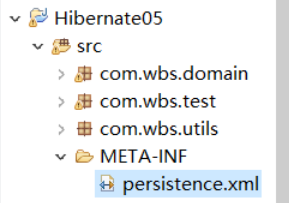 Hibernate05
src
com.wbs.domain
com.wbs.test
com.wbs.utils
META-INF
persistence.xml